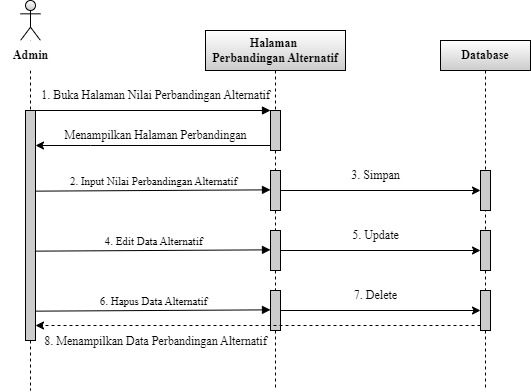 Admin
Halaman
Perbandingan Alternatif
Database
1. Buka Halaman Nilai Perbandingan Alternatif
Menampilkan Halaman Perbandingan
2. Input Nilai Perbandingan Alternatif
3. Simpan
4. Edit Data Alternatif
5. Update
6. Hapus Data Alternatif
7. Delete
8. Menampilkan Data Perbandingan Alternatif